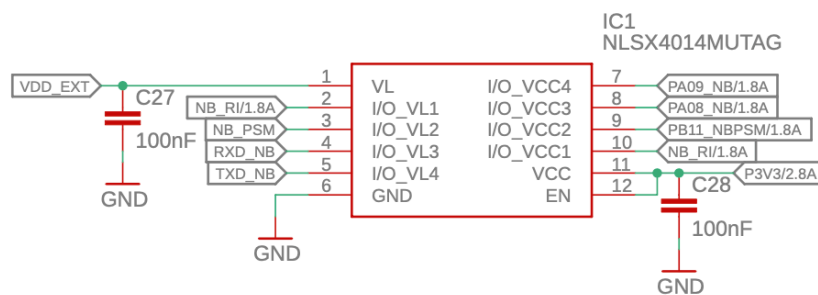 IC1
NLSX4014MUTAG
VDD_EXT
C27
100nF
GND
NB_RI/1.8A
NB_PSM
RXD_NB
TXD_NB
GND
1
2
3
4
5
6
VL
I/O_VL1
I/O_VL2
I/O_VL3
I/O_VL4
GND
I/O_VCC4
I/O_VCC3
I/O_VCC2
I/O_VCC1
VCC
EN
7
8
9
10
11
12
PA09_NB/1.8A
PA08_NB/1.8A
PB11_NBPSM/1.8A
NB_RI/1.8A
P3V3/2.8A
C28
100nF
GND